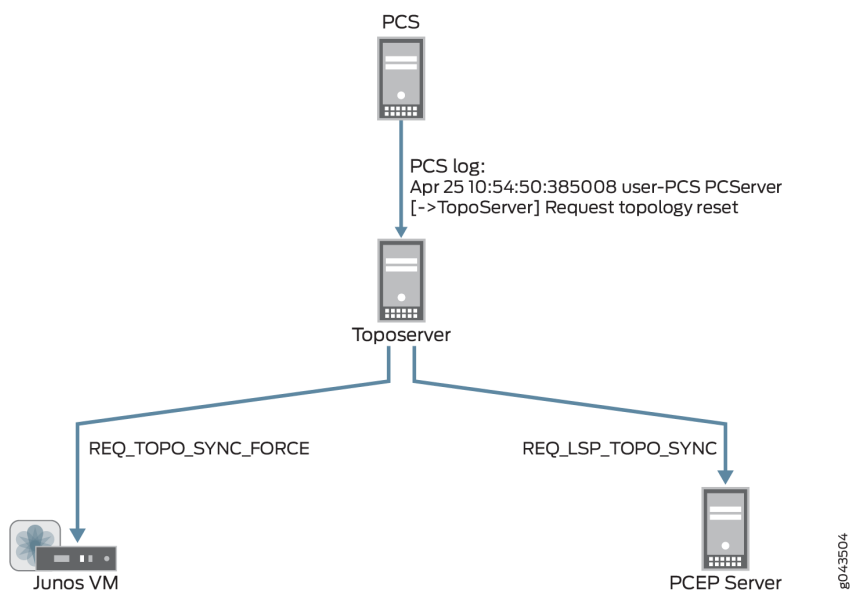 PCS
PCS log:
Apr 25 10:54:50:385008 user-PCS PCServer
[->TopoServer] Request topology reset
Toposerver
REQ_TOPO_SYNC_FORCE
REQ_LSP_TOPO_SYNC
Junos VM
PCEP Server
g043504